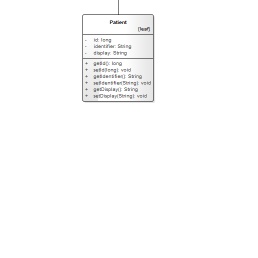 Patient
[leaf]
- id: long
- identifier: String
- display: String
+ getId(): long
+ setId(long): void
+ getIdentifier(): String
+ setIdentifier(String): void
+ getDisplay(): String
+ setDisplay(String): void